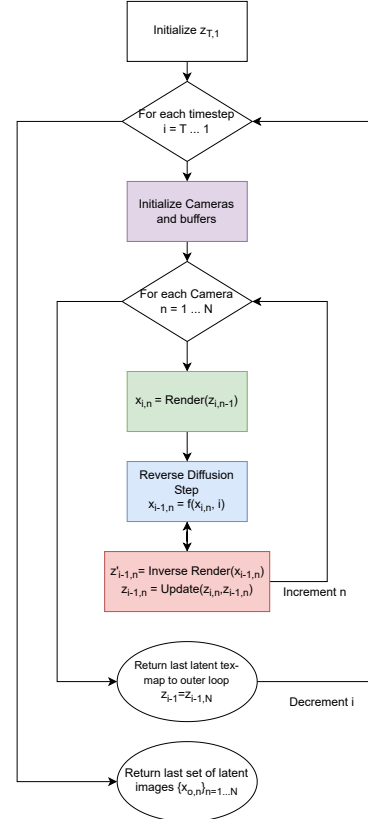 Initialize z_{T,1}
For each timestep
i = T ... 1
Initialize Cameras
and buffers
For each Camera
n = 1 ... N
x_{i,n} = Render(z_{i,n-1})
Reverse Diffusion
Step
x_{i-1,n} = f(x_{i,n}, i)
z'_{i-1,n}= Inverse Render(x_{i-1,n})
z_{i-1,n} = Update(z_{i,n},z_{i-1,n})
Increment n
Return last latent tex-
map to outer loop
z_{i-1}=z_{i-1,N}
Decrement i
Return last set of latent
images {x_{o,n}}_{n=1...N}